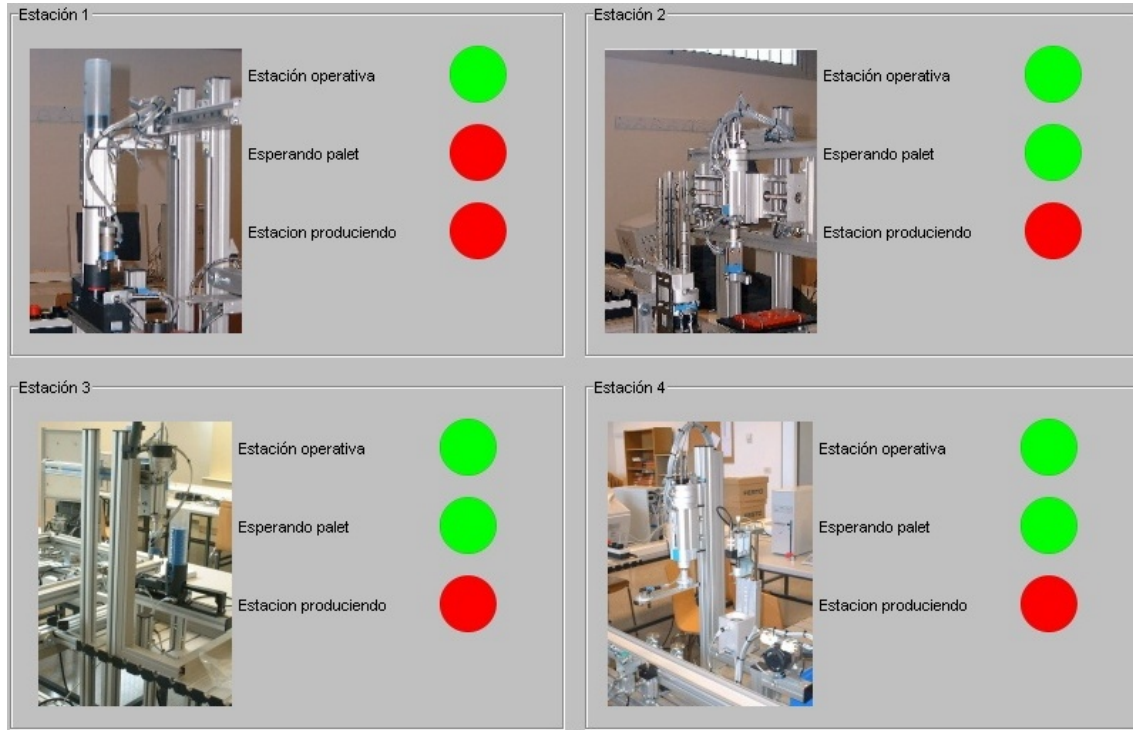 Estación 1
Estación operativa
Esperando palet
Estacion produciendo
Estación 2
Estación operativa
Esperando palet
Estacion produciendo
Estación 3
Estación operativa
Esperando palet
Estacion produciendo
Estación 4
Estación operativa
Esperando palet
Estacion produciendo